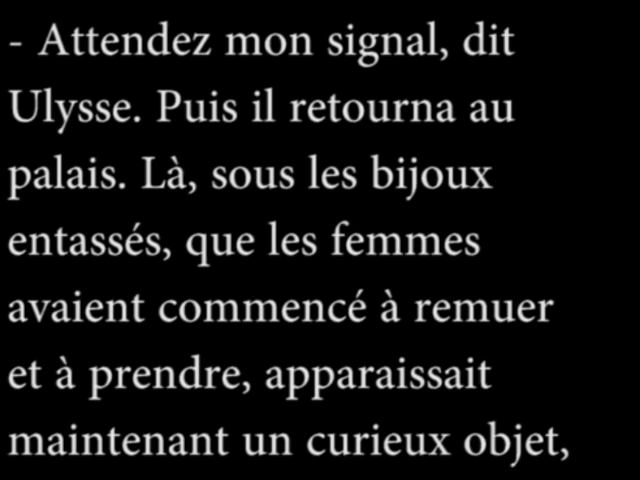 - Attendez mon signal, dit
Ulysse. Puis il retourna au
palais. Là, sous les bijoux
entassés, que les femmes
avaient commencé à remuer
et à prendre, apparaissait
maintenant un curieux objet,